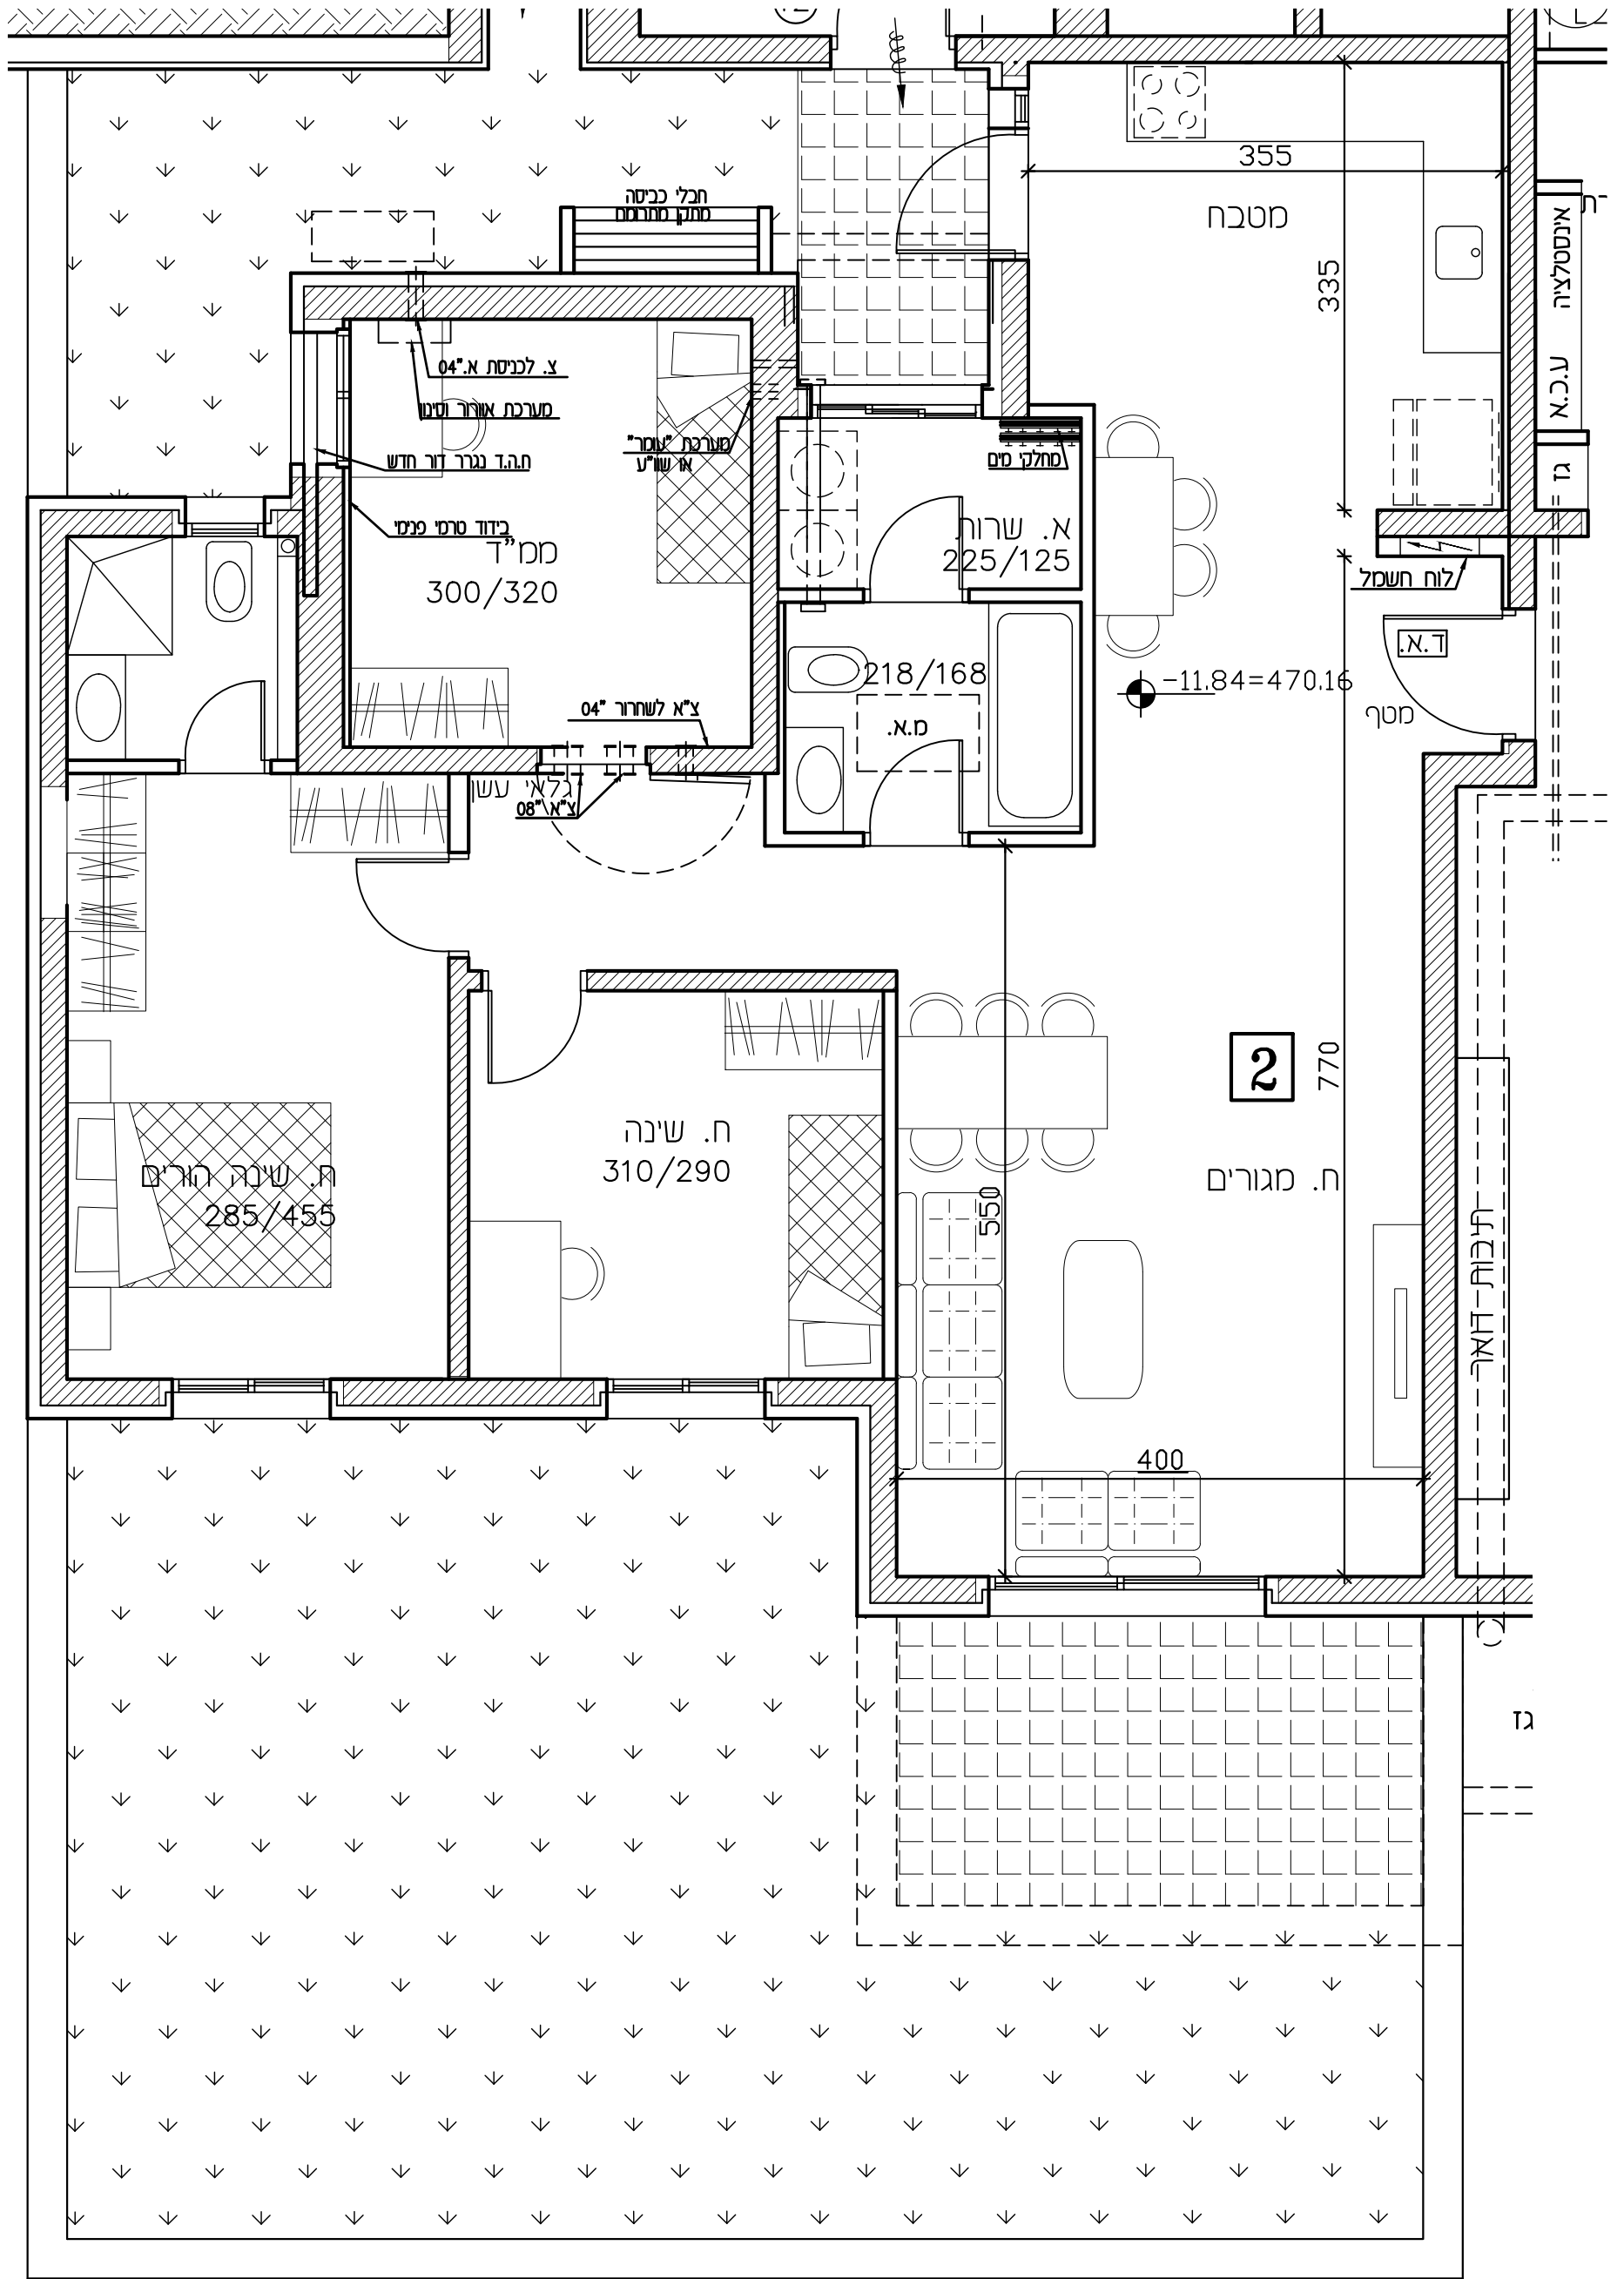 חבלי כביסה
מתקן מתרומם
355
מטבח
335
אינסטלציה
ע.כ.א
גז
צ. לכניסת א. "04
מערכת אוורור וסינון
ח.ה.ד נגרר דור חדש
מערכת "עומר"
או שוו"ע
מחלקי מים
בידוד טרמי פנימי
ממ"ד
300/320
א. שרות
225/125
לוח חשמל
ד.א.
מטף
218/168
מ.א.
-11.84=470.16
צ"א לשחרור "04
גלאי עשן
צ"א "08
2
770
ח. שינה
310/290
ח. שינה הורים
285/455
ח. מגורים
550
תיבות דואר
400
גז